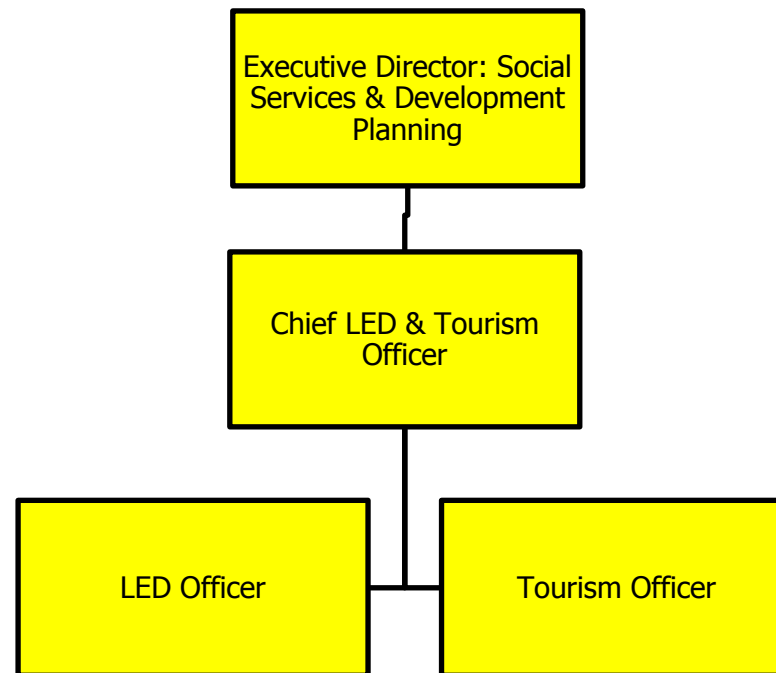 Executive Director: Social
Services & Development
Planning
Chief LED & Tourism
Officer
LED Officer
Tourism Officer